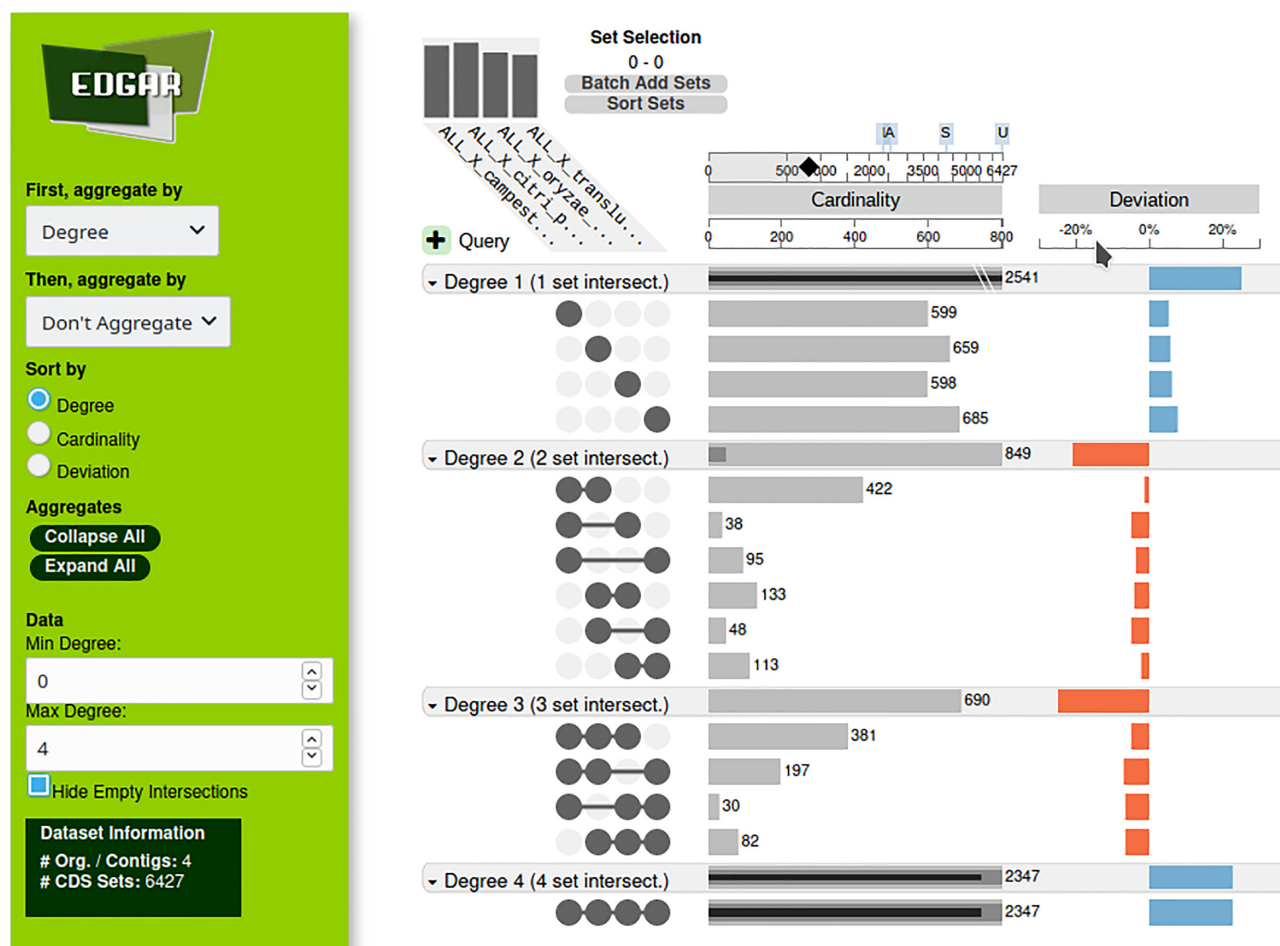 EDGAR
First, aggregate by
Degree
Then, aggregate by
Don't Aggregate
Sort by
Degree
Cardinality
Deviation
Aggregates
Collapse All
Expand All
Data
Min Degree:
0
Max Degree:
4
Hide Empty Intersections
Dataset Information
# Org. / Contigs: 4
# CDS Sets: 6427
Set Selection
0 - 0
Batch Add Sets
Sort Sets
ALL_X_campest...
ALL_X_citri_p...
ALL_X_oryzae_...
ALL_X_translu...
A S U
0 500 2000 3500 5000 6427
Cardinality
Deviation
0 200 400 600 800
-20% 0% 20%
Query
Degree 1 (1 set intersect.) 2541
599
659
598
685
Degree 2 (2 set intersect.) 849
422
38
95
133
48
113
Degree 3 (3 set intersect.) 690
381
197
30
82
Degree 4 (4 set intersect.) 2347
2347